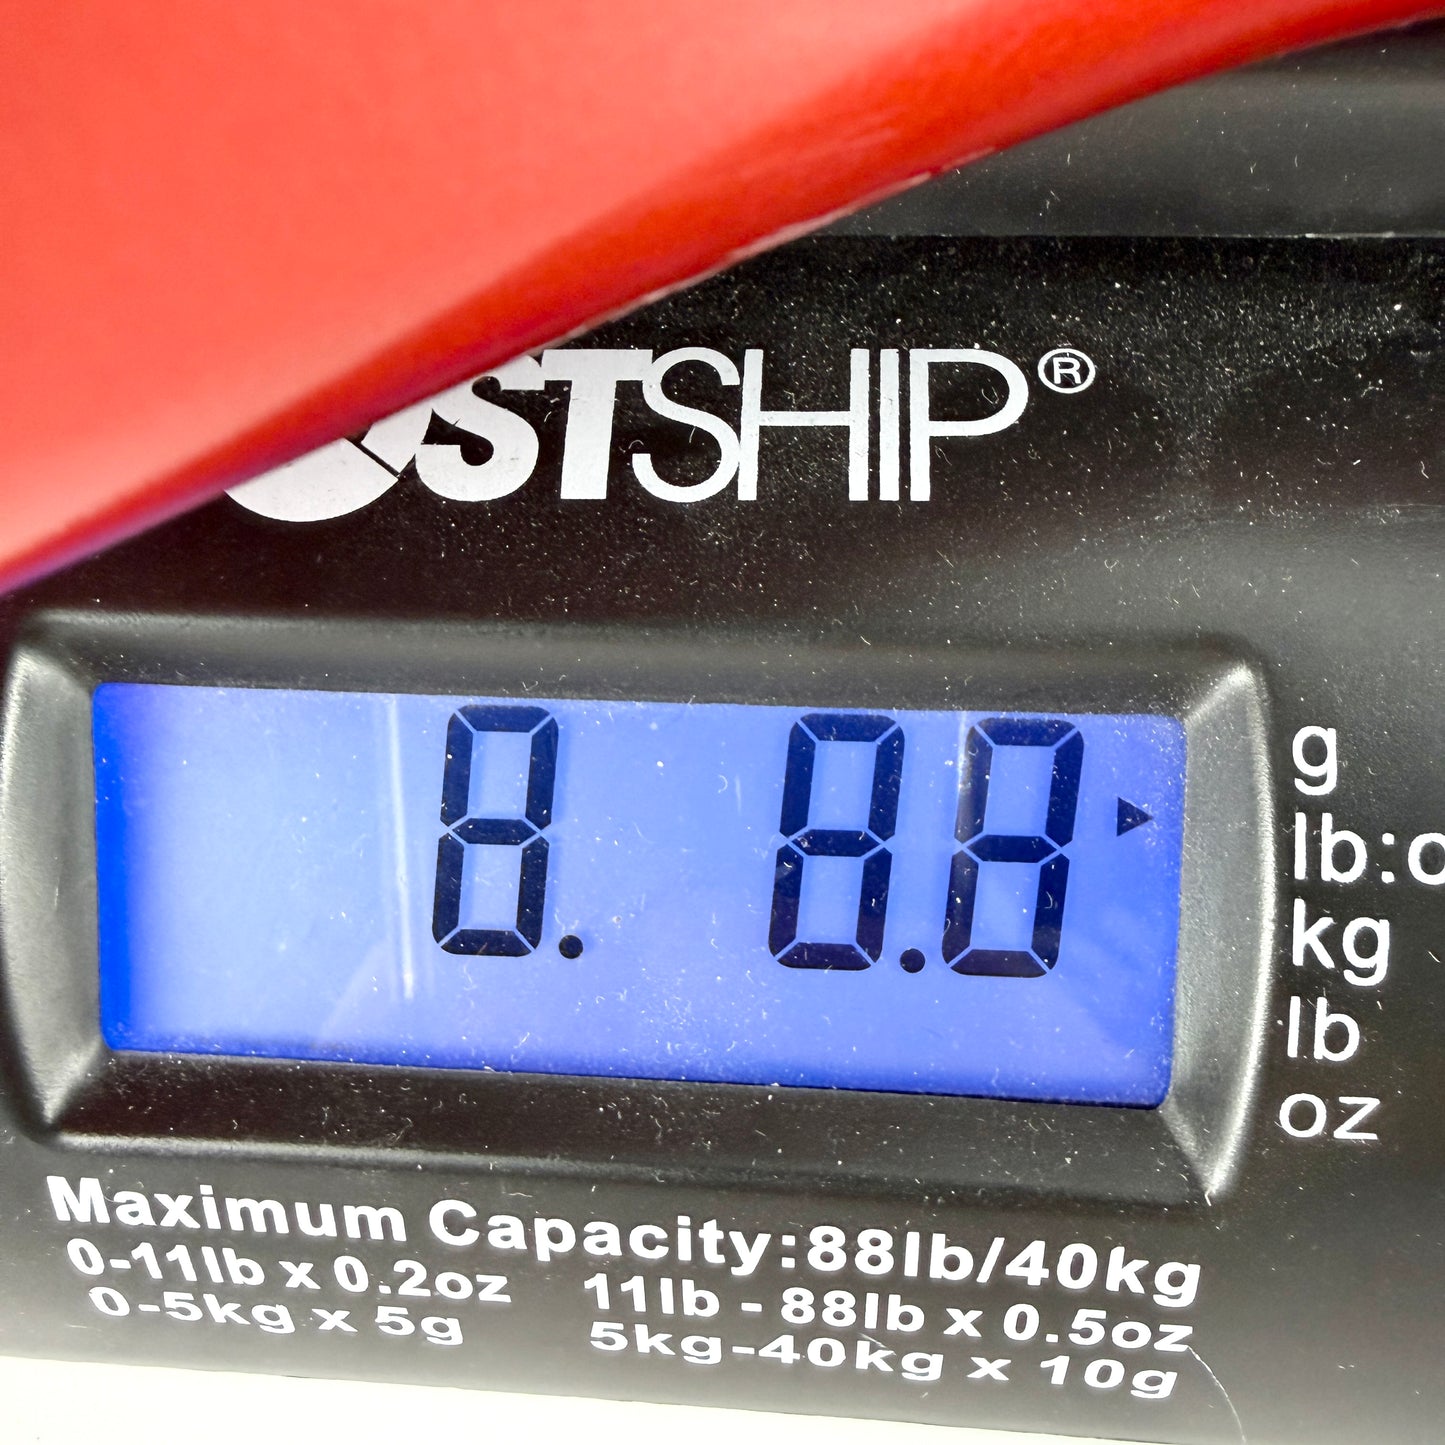 STSHIP®
8. 8.8
g
lb:o
kg
lb
oz
Maximum Capacity:88lb/40kg
0-11lb x 0.2oz 11lb - 88lb x 0.5oz
0-5kg x 5g 5kg-40kg x 10g